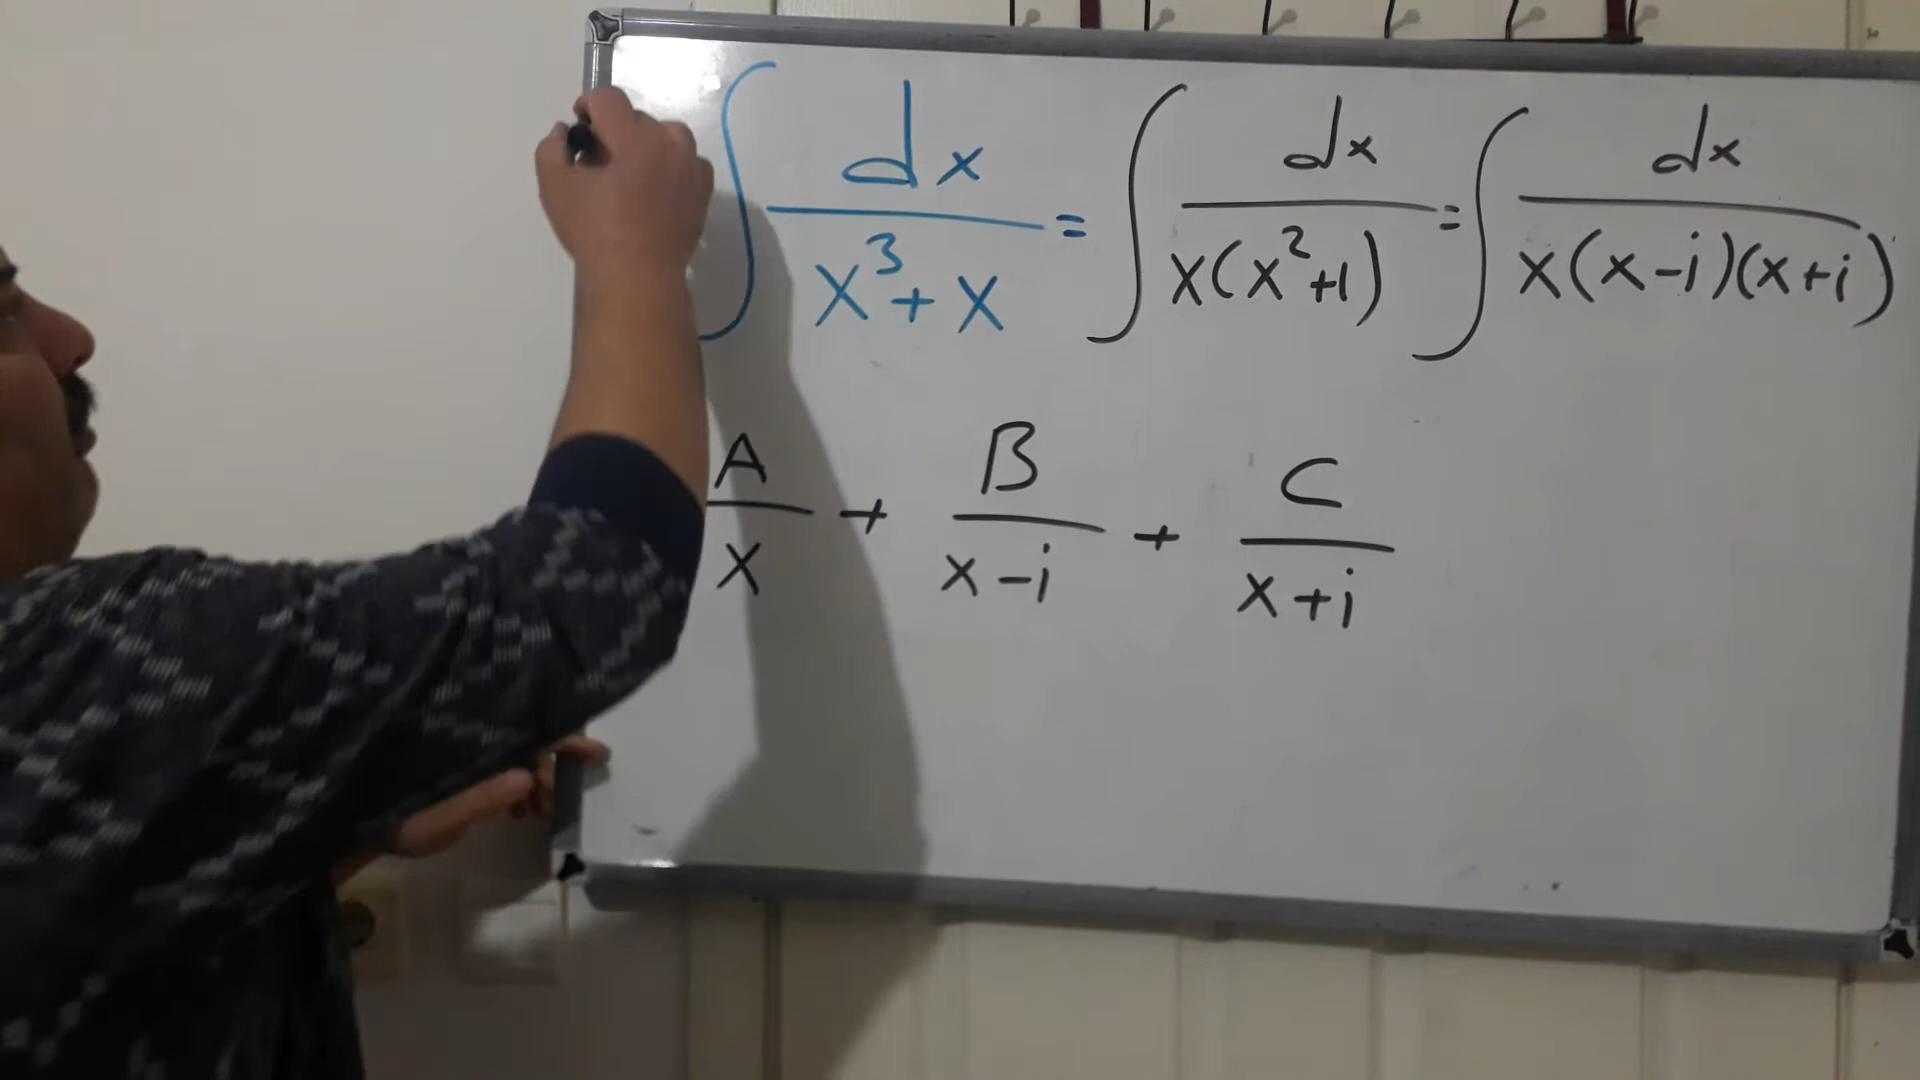 ∫ dx / (x³ + x) = ∫ dx / (x(x²+1)) = ∫ dx / (x(x-i)(x+i))
A/x + B/(x-i) + C/(x+i)